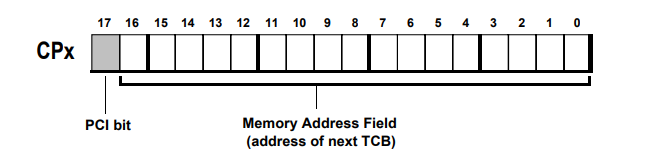 17 16 15 14 13 12 11 10 9 8 7 6 5 4 3 2 1 0
CPx
PCI bit
Memory Address Field
(address of next TCB)